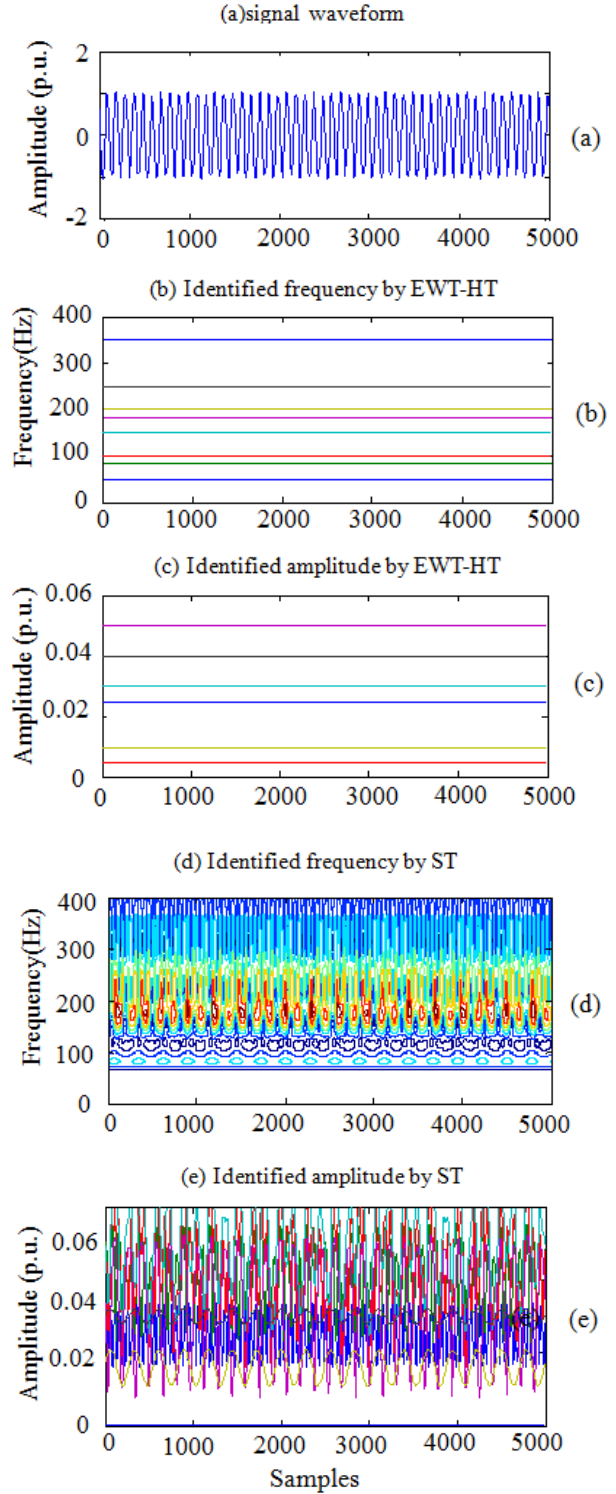 (a)signal waveform
Amplitude (p.u.)
2
0
-2
0 1000 2000 3000 4000 5000
(a)
(b) Identified frequency by EWT-HT
Frequency(Hz)
400
300
200
100
0
0 1000 2000 3000 4000 5000
(b)
(c) Identified amplitude by EWT-HT
Amplitude (p.u.)
0.06
0.04
0.02
0
0 1000 2000 3000 4000 5000
(c)
(d) Identified frequency by ST
Frequency(Hz)
400
300
200
100
0
0 1000 2000 3000 4000 5000
(d)
(e) Identified amplitude by ST
Amplitude (p.u.)
0.06
0.04
0.02
0
0 1000 2000 3000 4000 5000
(e)
Samples